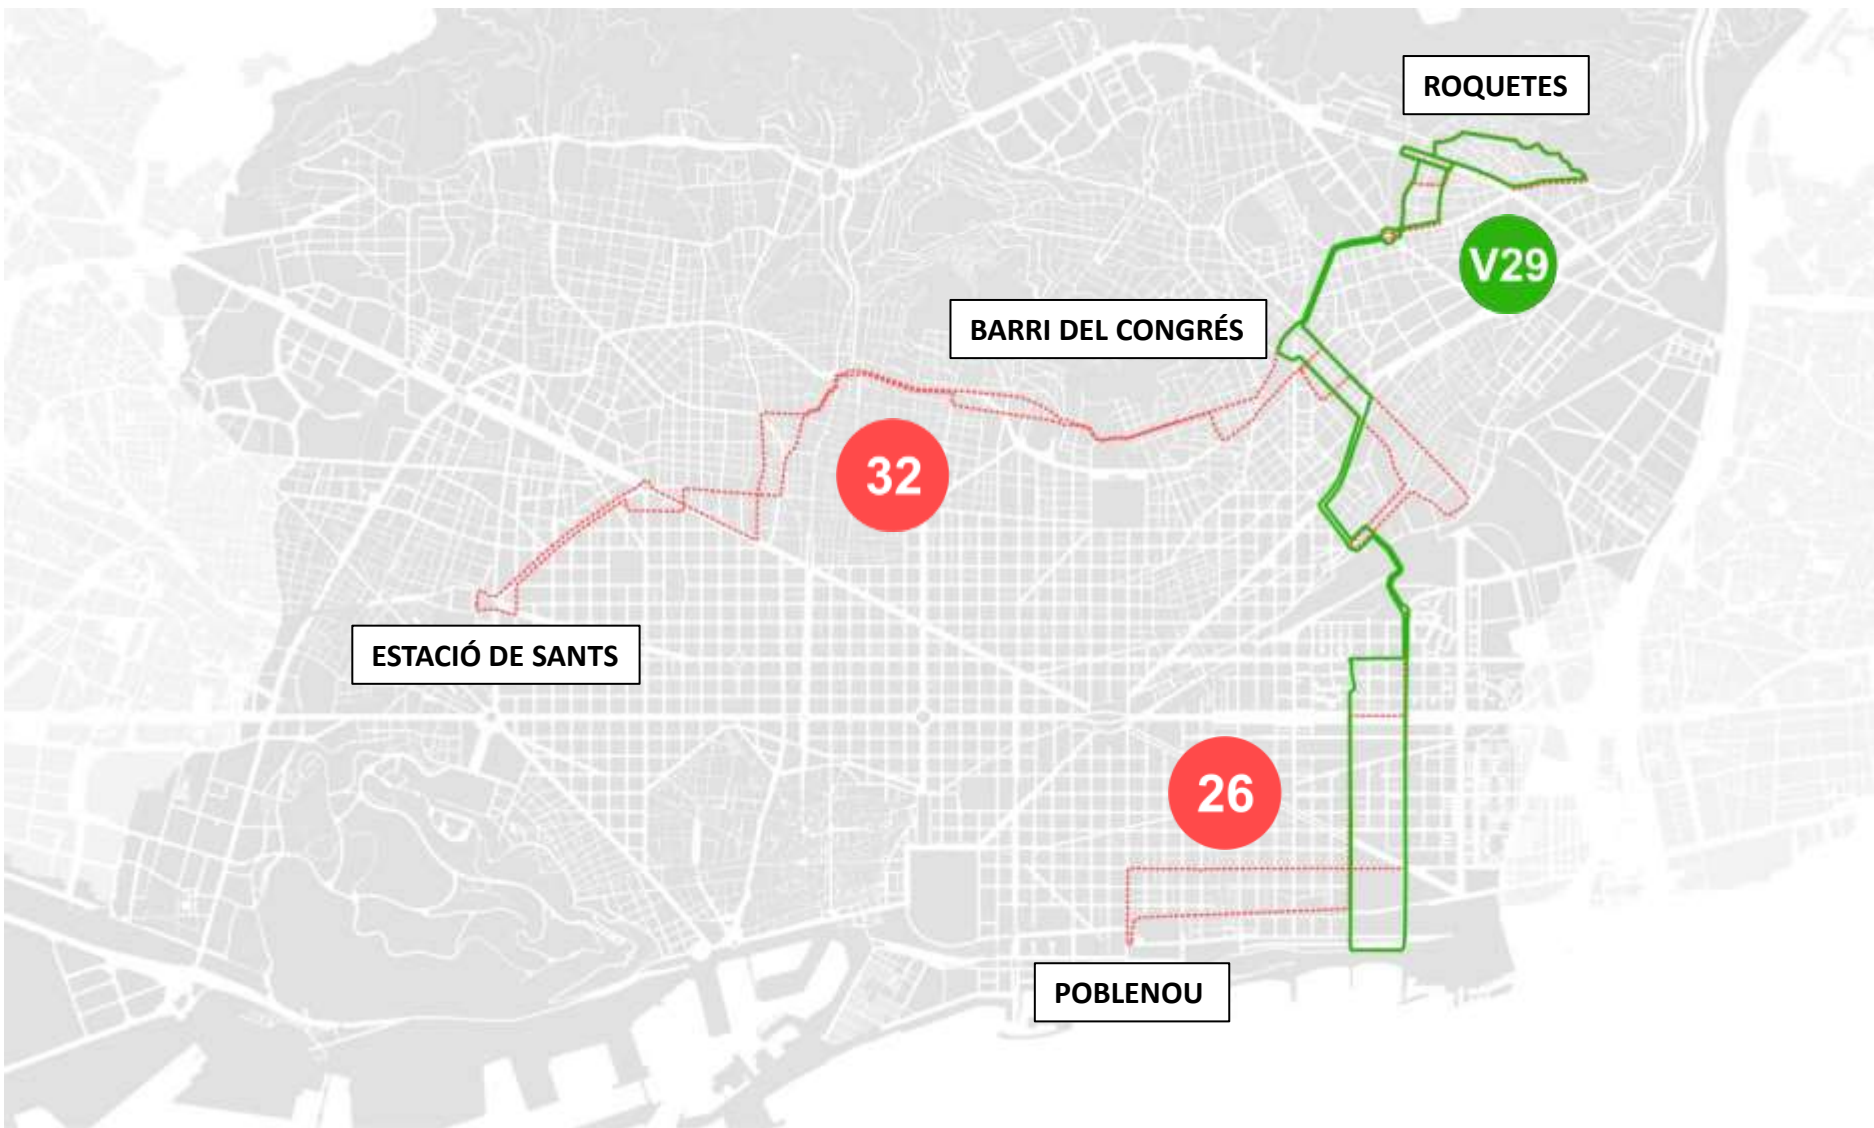 ROQUETES
V29
BARRI DEL CONGRÉS
32
ESTACIÓ DE SANTS
26
POBLENOU